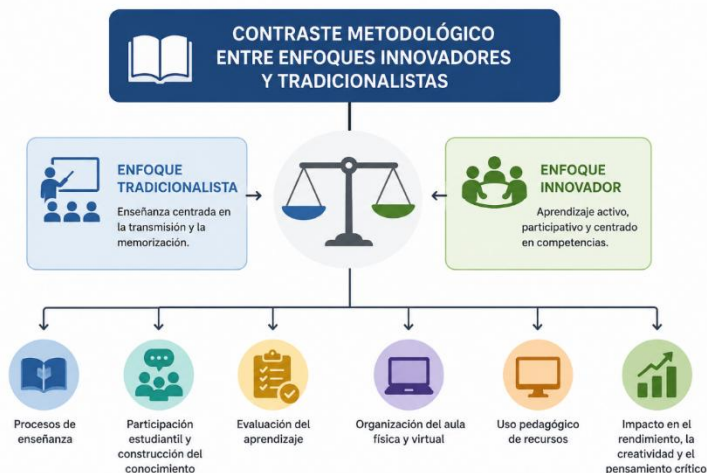 CONTRASTE METODOLÓGICO
ENTRE ENFOQUES INNOVADORES
Y TRADICIONALISTAS
ENFOQUE
TRADICIONALISTA
Enseñanza centrada en
la transmisión y la
memorización.
ENFOQUE
INNOVADOR
Aprendizaje activo,
participativo y centrado
en competencias.
Procesos de
enseñanza
Participación
estudiantil y
construcción del
conocimiento
Evaluación del
aprendizaje
Organización del aula
física y virtual
Uso pedagógico
de recursos
Impacto en el
rendimiento, la
creatividad y el
pensamiento crítico